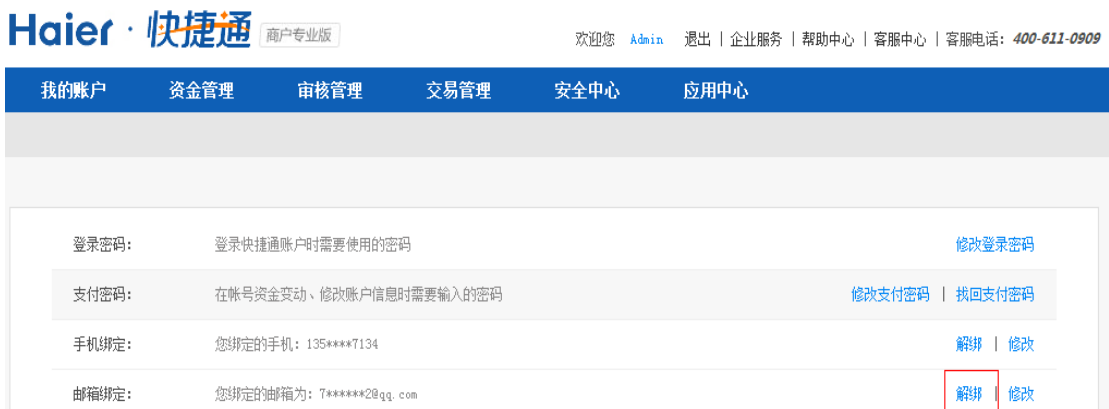 Haier · 快捷通 商户专业版
欢迎您 Admin 退出 | 企业服务 | 帮助中心 | 客服中心 | 客服电话: 400-611-0909
我的账户 资金管理 审核管理 交易管理 安全中心 应用中心
登录密码: 登录快捷通账户时需要使用的密码 修改登录密码
支付密码: 在帐号资金变动、修改账户信息时需要输入的密码 修改支付密码 | 找回支付密码
手机绑定: 您绑定的手机: 135****7134 解绑 | 修改
邮箱绑定: 您绑定的邮箱为: 7******2@qq.com 解绑 | 修改